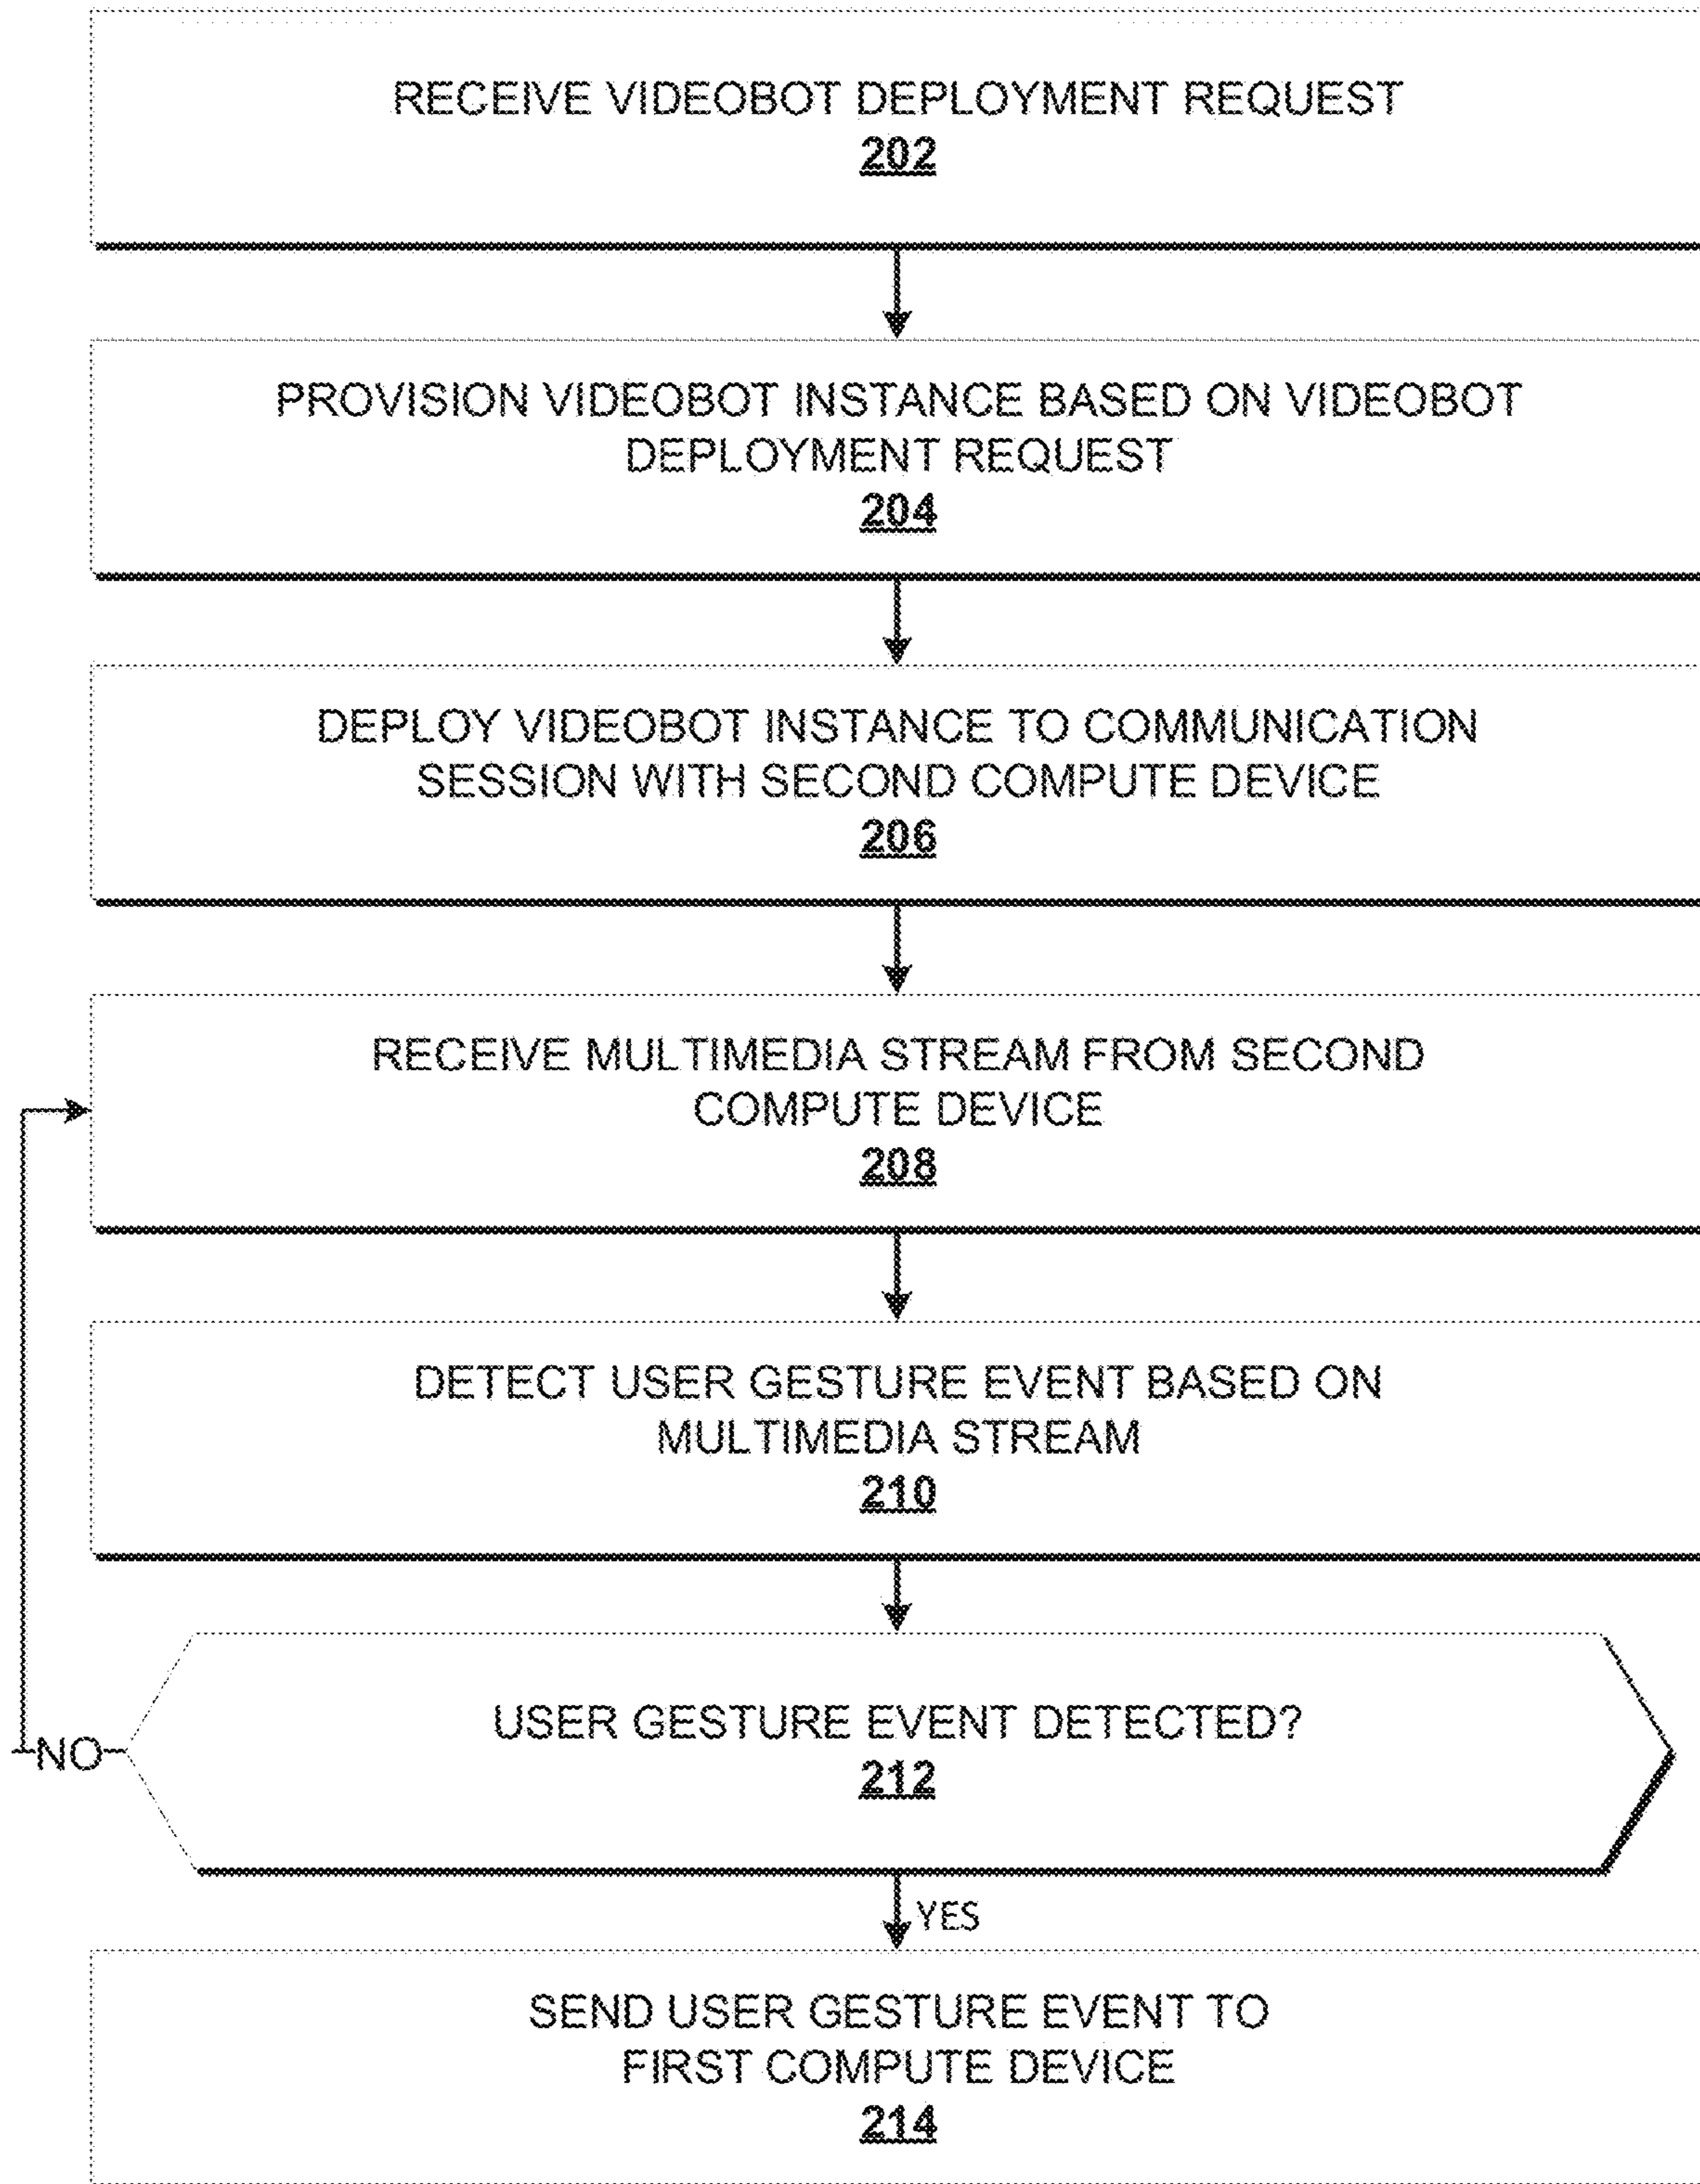 RECEIVE VIDEOBOT DEPLOYMENT REQUEST
202
PROVISION VIDEOBOT INSTANCE BASED ON VIDEOBOT
DEPLOYMENT REQUEST
204
DEPLOY VIDEOBOT INSTANCE TO COMMUNICATION
SESSION WITH SECOND COMPUTE DEVICE
206
RECEIVE MULTIMEDIA STREAM FROM SECOND
COMPUTE DEVICE
208
DETECT USER GESTURE EVENT BASED ON
MULTIMEDIA STREAM
210
USER GESTURE EVENT DETECTED?
212
NO
YES
SEND USER GESTURE EVENT TO
FIRST COMPUTE DEVICE
214